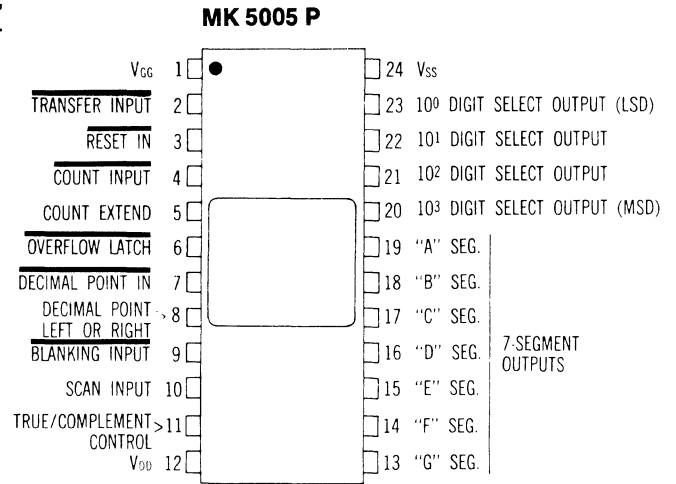 MK 5005 P
VGG 1
24 VSS
TRANSFER INPUT 2
23 10⁰ DIGIT SELECT OUTPUT (LSD)
RESET IN 3
22 10¹ DIGIT SELECT OUTPUT
COUNT INPUT 4
21 10² DIGIT SELECT OUTPUT
COUNT EXTEND 5
20 10³ DIGIT SELECT OUTPUT (MSD)
OVERFLOW LATCH 6
19 "A" SEG.
DECIMAL POINT IN 7
18 "B" SEG.
DECIMAL POINT
LEFT OR RIGHT
8
17 "C" SEG.
BLANKING INPUT 9
16 "D" SEG.
7-SEGMENT
OUTPUTS
SCAN INPUT 10
15 "E" SEG.
TRUE/COMPLEMENT
CONTROL
>11
14 "F" SEG.
VDD 12
13 "G" SEG.